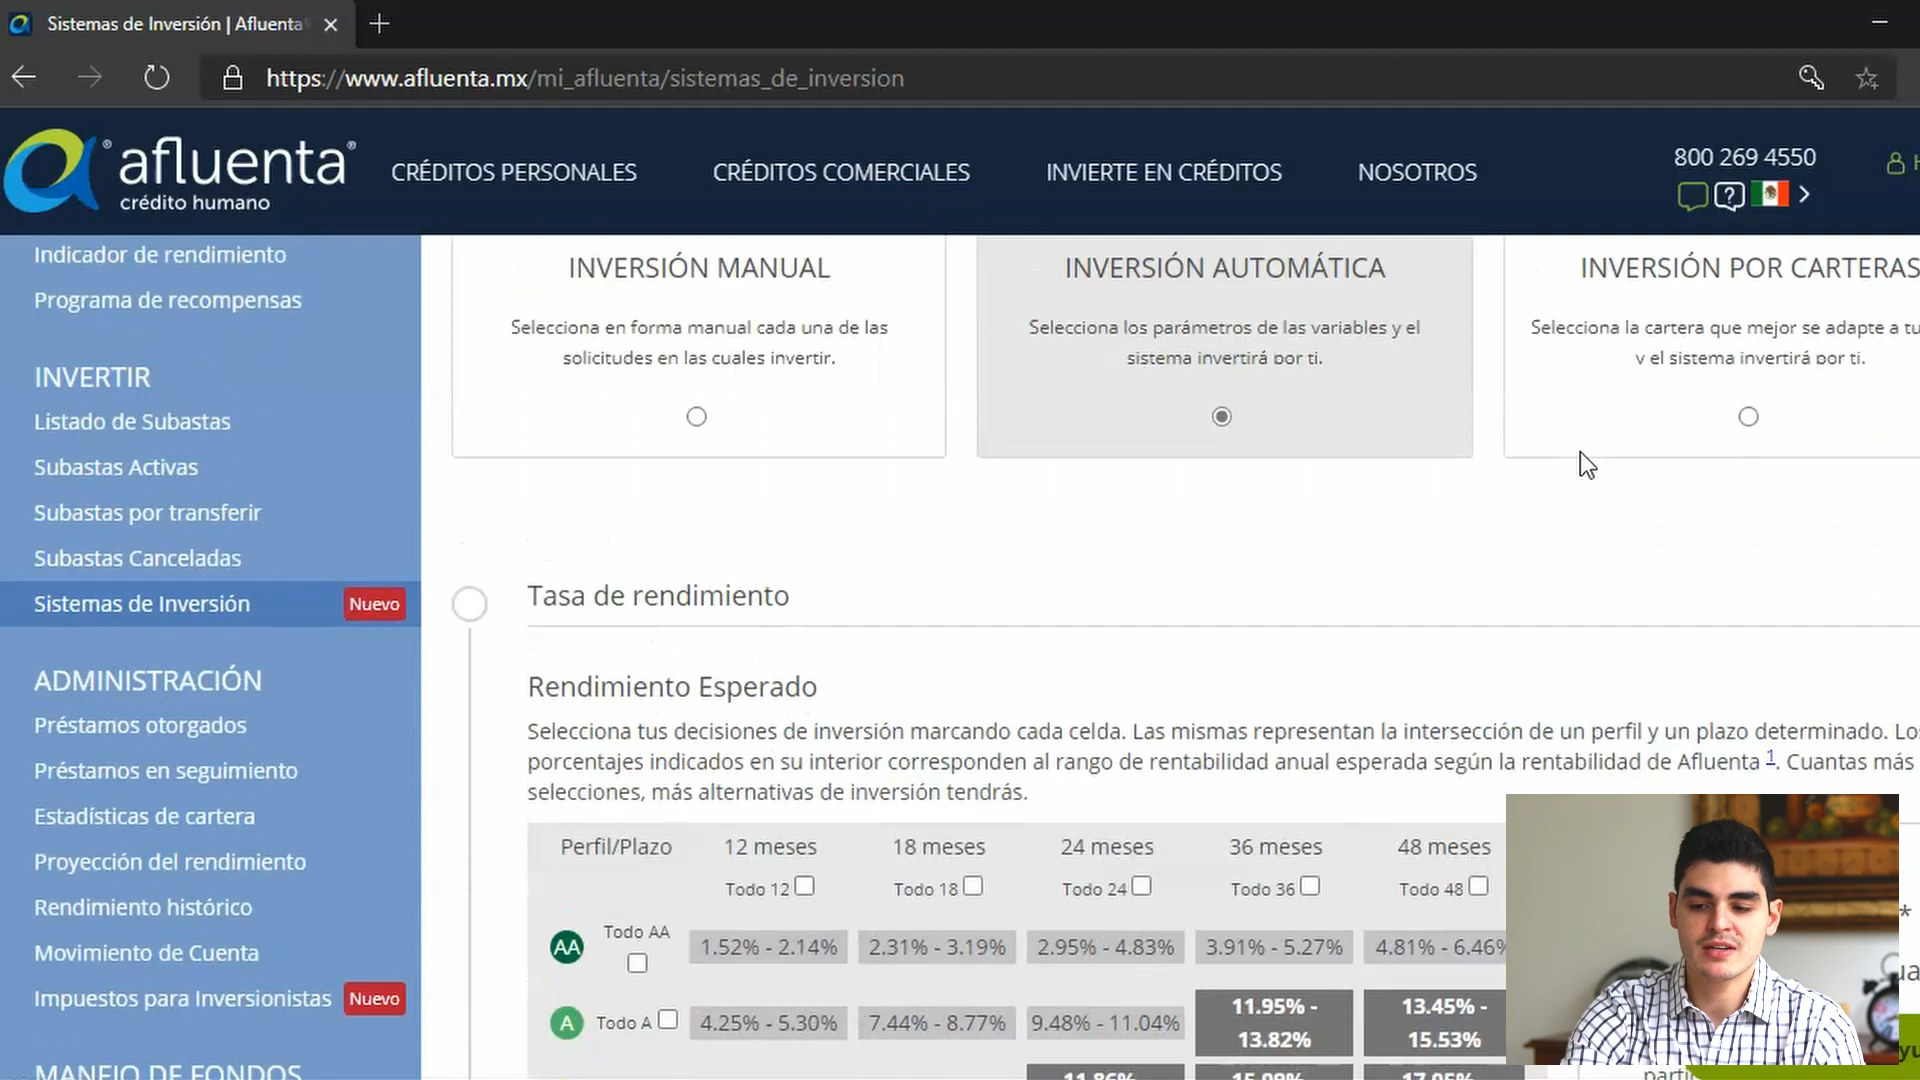 Sistemas de Inversión | Afluenta
https://www.afluenta.mx/mi_afluenta/sistemas_de_inversion
afluenta®
crédito humano
CRÉDITOS PERSONALES
CRÉDITOS COMERCIALES
INVIERTE EN CRÉDITOS
NOSOTROS
800 269 4550
Indicador de rendimiento
Programa de recompensas
INVERTIR
Listado de Subastas
Subastas Activas
Subastas por transferir
Subastas Canceladas
Sistemas de Inversión Nuevo
ADMINISTRACIÓN
Préstamos otorgados
Préstamos en seguimiento
Estadísticas de cartera
Proyección del rendimiento
Rendimiento histórico
Movimiento de Cuenta
Impuestos para Inversionistas Nuevo
MANEJO DE FONDOS
INVERSIÓN MANUAL
Selecciona en forma manual cada una de las
solicitudes en las cuales invertir.
INVERSIÓN AUTOMÁTICA
Selecciona los parámetros de las variables y el
sistema invertirá por ti.
INVERSIÓN POR CARTERAS
Selecciona la cartera que mejor se adapte a tu
y el sistema invertirá por ti.
Tasa de rendimiento
Rendimiento Esperado
Selecciona tus decisiones de inversión marcando cada celda. Las mismas representan la intersección de un perfil y un plazo determinado. Los
porcentajes indicados en su interior corresponden al rango de rentabilidad anual esperada según la rentabilidad de Afluenta 1. Cuantas más
selecciones, más alternativas de inversión tendrás.
Perfil/Plazo 12 meses 18 meses 24 meses 36 meses 48 meses
Todo 12 Todo 18 Todo 24 Todo 36 Todo 48
AA Todo AA 1.52% - 2.14% 2.31% - 3.19% 2.95% - 4.83% 3.91% - 5.27% 4.81% - 6.46%
A Todo A 4.25% - 5.30% 7.44% - 8.77% 9.48% - 11.04% 11.95% - 13.82% 13.45% - 15.53%